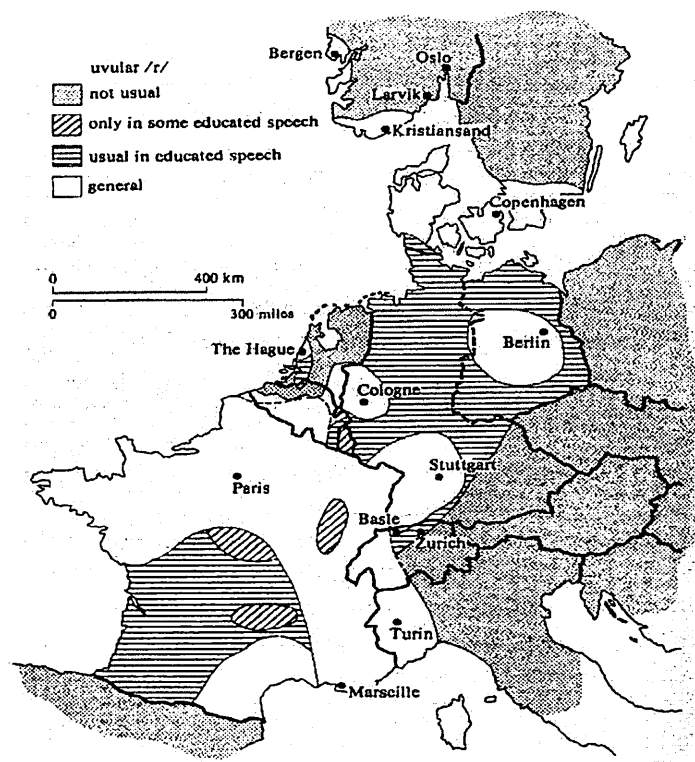 Bergen
Oslo
uvular /r/
not usual
Larvik
only in some educated speech
Kristiansand
usual in educated speech
general
Copenhagen
0 400 km
0 300 miles
The Hague
Berlin
Cologne
Stuttgart
Paris
Basle
Zurich
Turin
Marseille